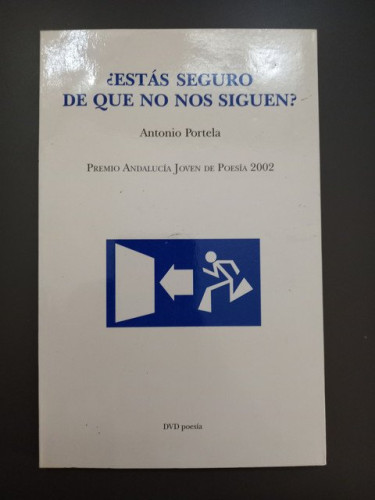 ¿ESTÁS SEGURO
DE QUE NO NOS SIGUEN?
Antonio Portela
PREMIO ANDALUCÍA JOVEN DE POESÍA 2002
DVD poesía